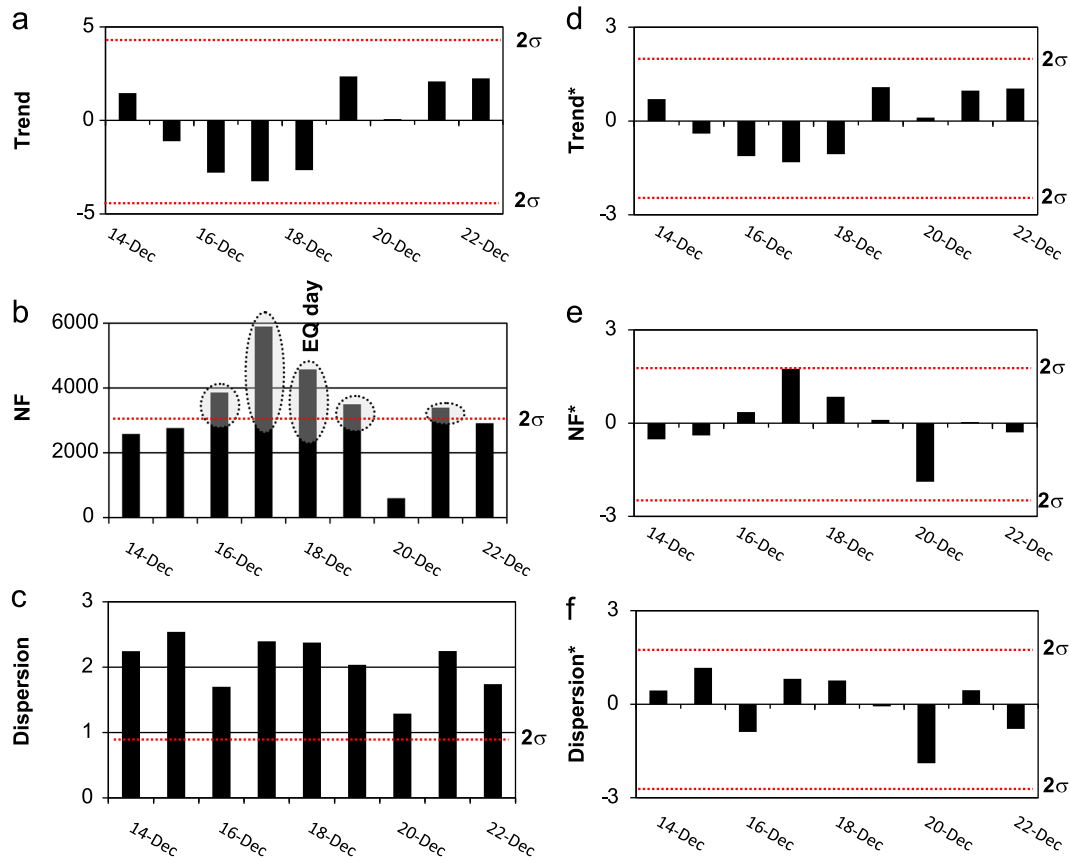 a
5
0
-5
Trend
2σ
2σ
14-Dec
16-Dec
18-Dec
20-Dec
22-Dec
d
3
0
-3
Trend*
2σ
2σ
14-Dec
16-Dec
18-Dec
20-Dec
22-Dec
b
6000
4000
2000
0
NF
EQ day
2σ
14-Dec
16-Dec
18-Dec
20-Dec
22-Dec
e
3
0
-3
NF*
2σ
2σ
14-Dec
16-Dec
18-Dec
20-Dec
22-Dec
c
3
2
1
0
Dispersion
2σ
14-Dec
16-Dec
18-Dec
20-Dec
22-Dec
f
3
0
-3
Dispersion*
2σ
2σ
14-Dec
16-Dec
18-Dec
20-Dec
22-Dec